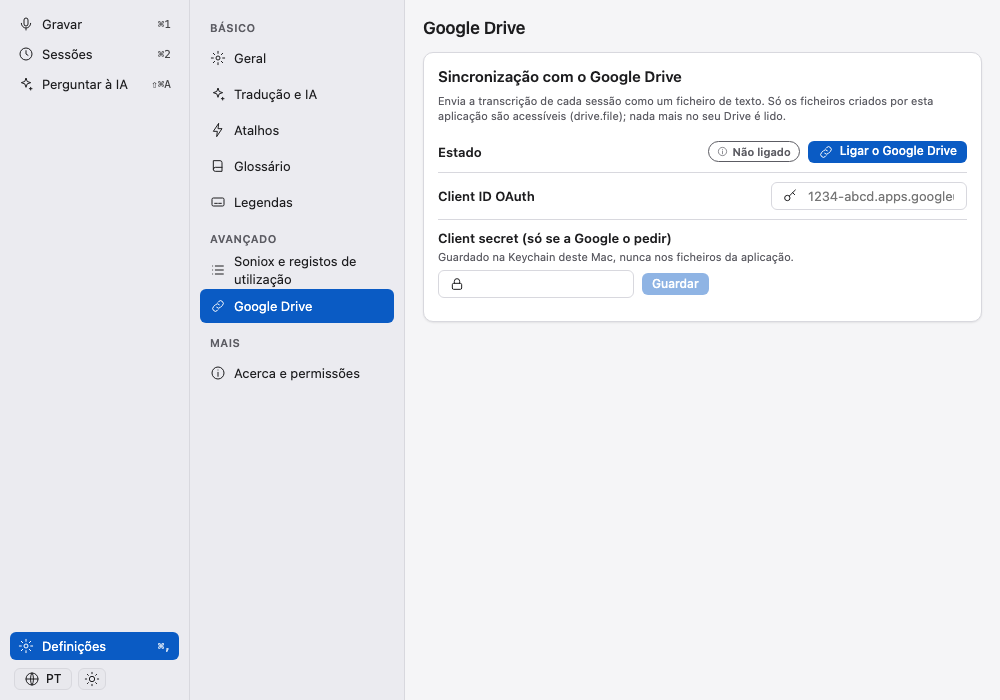 Gravar ⌘1
Sessões ⌘2
Perguntar à IA ⇧⌘A
Definições ⌘,
PT
BÁSICO
Geral
Tradução e IA
Atalhos
Glossário
Legendas
AVANÇADO
Soniox e registos de
utilização
Google Drive
MAIS
Acerca e permissões
Google Drive
Sincronização com o Google Drive
Envia a transcrição de cada sessão como um ficheiro de texto. Só os ficheiros criados por esta
aplicação são acessíveis (drive.file); nada mais no seu Drive é lido.
Estado Não ligado Ligar o Google Drive
Client ID OAuth 1234-abcd.apps.google
Client secret (só se a Google o pedir)
Guardado na Keychain deste Mac, nunca nos ficheiros da aplicação.
Guardar